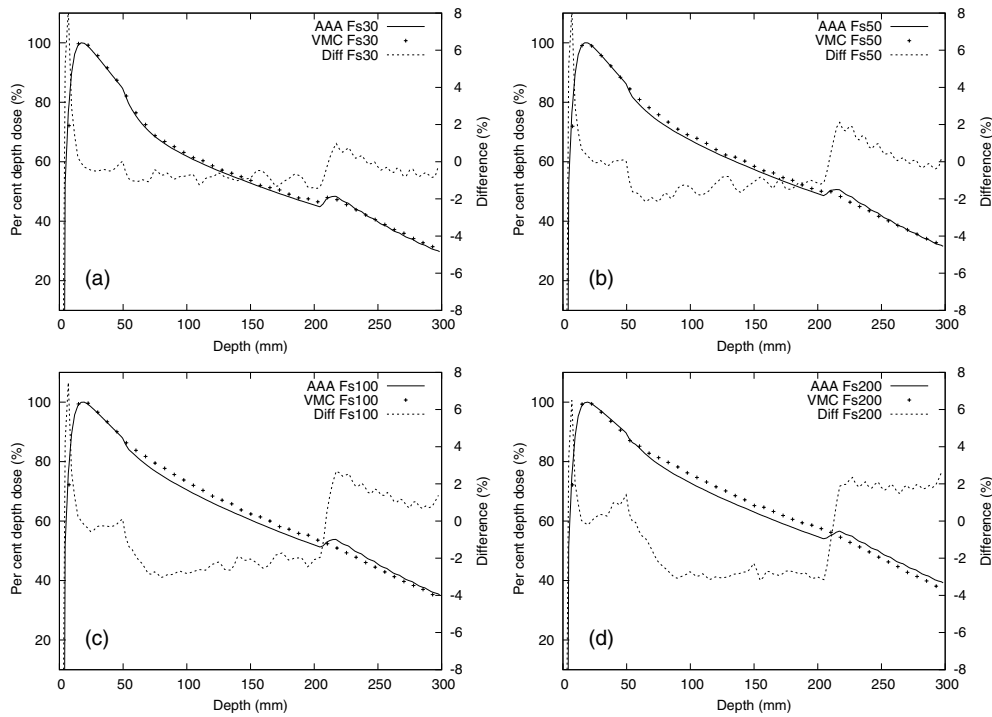 AAA Fs30
VMC Fs30
Diff Fs30
Per cent depth dose (%)
100
80
60
40
20
8
6
4
2
0
-2
-4
-6
-8
Difference (%)
(a)
0 50 100 150 200 250 300
Depth (mm)
AAA Fs50
VMC Fs50
Diff Fs50
Per cent depth dose (%)
100
80
60
40
20
8
6
4
2
0
-2
-4
-6
-8
Difference (%)
(b)
0 50 100 150 200 250 300
Depth (mm)
AAA Fs100
VMC Fs100
Diff Fs100
Per cent depth dose (%)
100
80
60
40
20
8
6
4
2
0
-2
-4
-6
-8
Difference (%)
(c)
0 50 100 150 200 250 300
Depth (mm)
AAA Fs200
VMC Fs200
Diff Fs200
Per cent depth dose (%)
100
80
60
40
20
8
6
4
2
0
-2
-4
-6
-8
Difference (%)
(d)
0 50 100 150 200 250 300
Depth (mm)